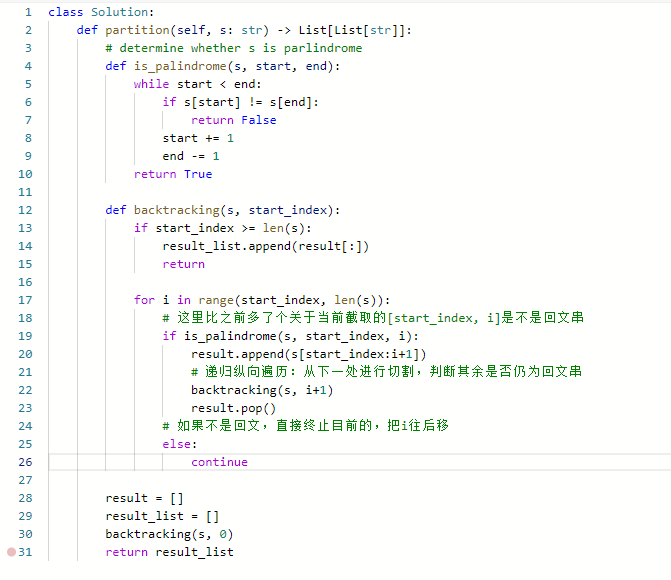 1 class Solution:
2 def partition(self, s: str) -> List[List[str]]:
3 # determine whether s is parlindrome
4 def is_palindrome(s, start, end):
5 while start < end:
6 if s[start] != s[end]:
7 return False
8 start += 1
9 end -= 1
10 return True
11
12 def backtracking(s, start_index):
13 if start_index >= len(s):
14 result_list.append(result[:])
15 return
16
17 for i in range(start_index, len(s)):
18 # 这里比之前多了个关于当前截取的[start_index, i]是不是回文串
19 if is_palindrome(s, start_index, i):
20 result.append(s[start_index:i+1])
21 # 递归纵向遍历：从下一处进行切割，判断其余是否仍为回文串
22 backtracking(s, i+1)
23 result.pop()
24 # 如果不是回文，直接终止目前的，把i往后移
25 else:
26 continue
27
28 result = []
29 result_list = []
30 backtracking(s, 0)
31 return result_list